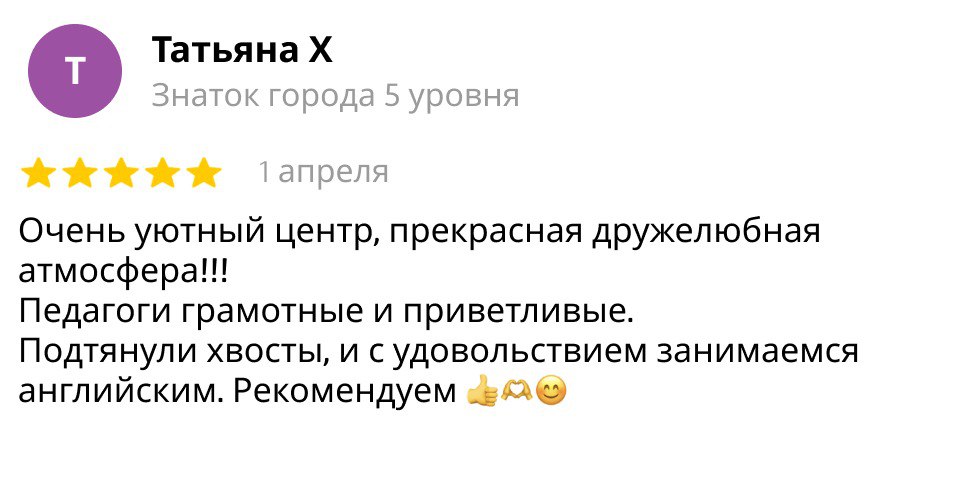 Т
Татьяна Х
Знаток города 5 уровня
1 апреля
Очень уютный центр, прекрасная дружелюбная
атмосфера!!!
Педагоги грамотные и приветливые.
Подтянули хвосты, и с удовольствием занимаемся
английским. Рекомендуем 👍🫶😊